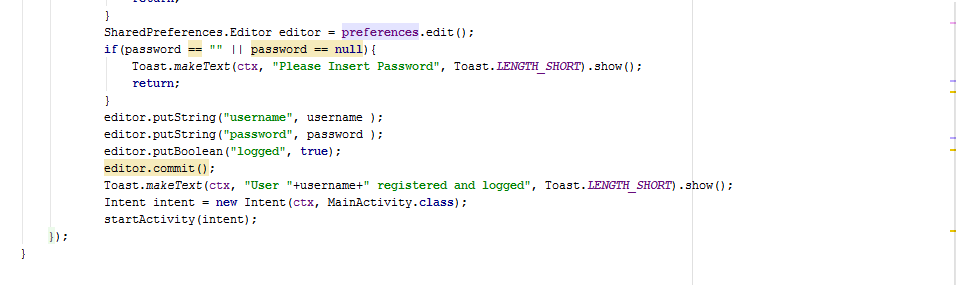 return;
}
SharedPreferences.Editor editor = preferences.edit();
if(password == "" || password == null){
Toast.makeText(ctx, "Please Insert Password", Toast.LENGTH_SHORT).show();
return;
}
editor.putString("username", username );
editor.putString("password", password );
editor.putBoolean("logged", true);
editor.commit();
Toast.makeText(ctx, "User "+username+" registered and logged", Toast.LENGTH_SHORT).show();
Intent intent = new Intent(ctx, MainActivity.class);
startActivity(intent);
});
}